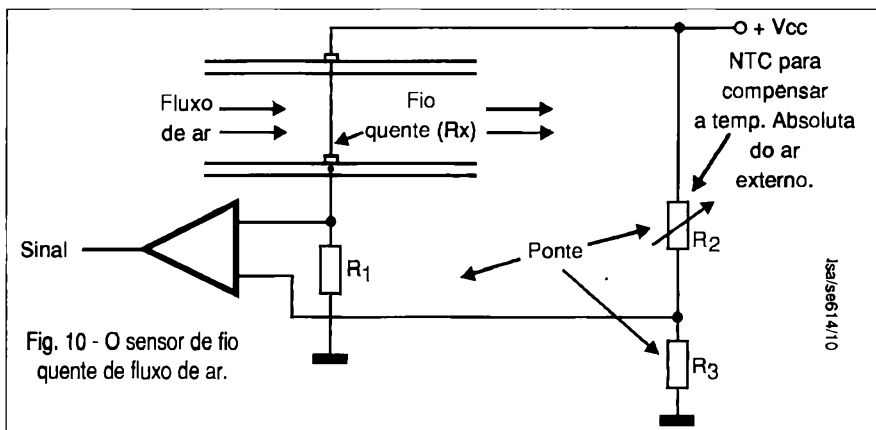 + Vcc
NTC para
compensar
a temp. Absoluta
do ar
externo.
Fluxo
de ar
Fio
quente (Rx)
Sinal
R1
Ponte
R2
R3
Jsa/se614/10
Fig. 10 - O sensor de fio
quente de fluxo de ar.